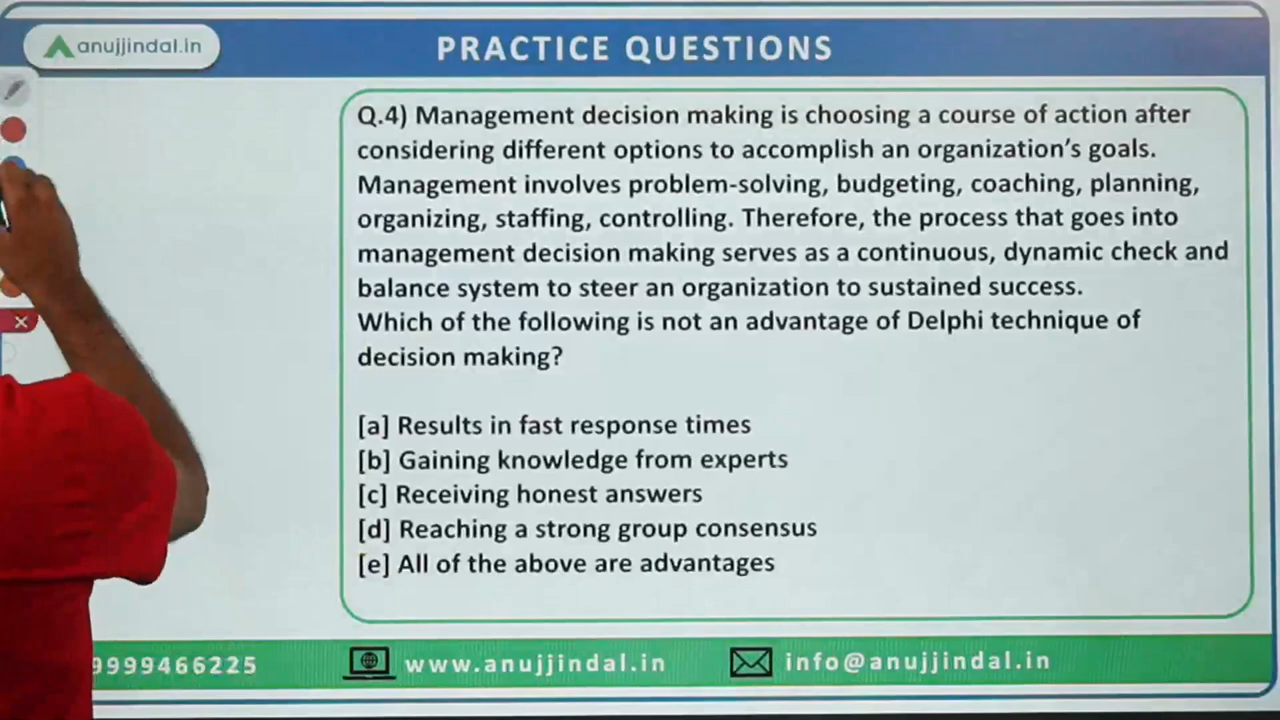 anujjindal.in
PRACTICE QUESTIONS
Q.4) Management decision making is choosing a course of action after
considering different options to accomplish an organization's goals.
Management involves problem-solving, budgeting, coaching, planning,
organizing, staffing, controlling. Therefore, the process that goes into
management decision making serves as a continuous, dynamic check and
balance system to steer an organization to sustained success.
Which of the following is not an advantage of Delphi technique of
decision making?
[a] Results in fast response times
[b] Gaining knowledge from experts
[c] Receiving honest answers
[d] Reaching a strong group consensus
[e] All of the above are advantages
9999466225
www.anujjindal.in
info@anujjindal.in